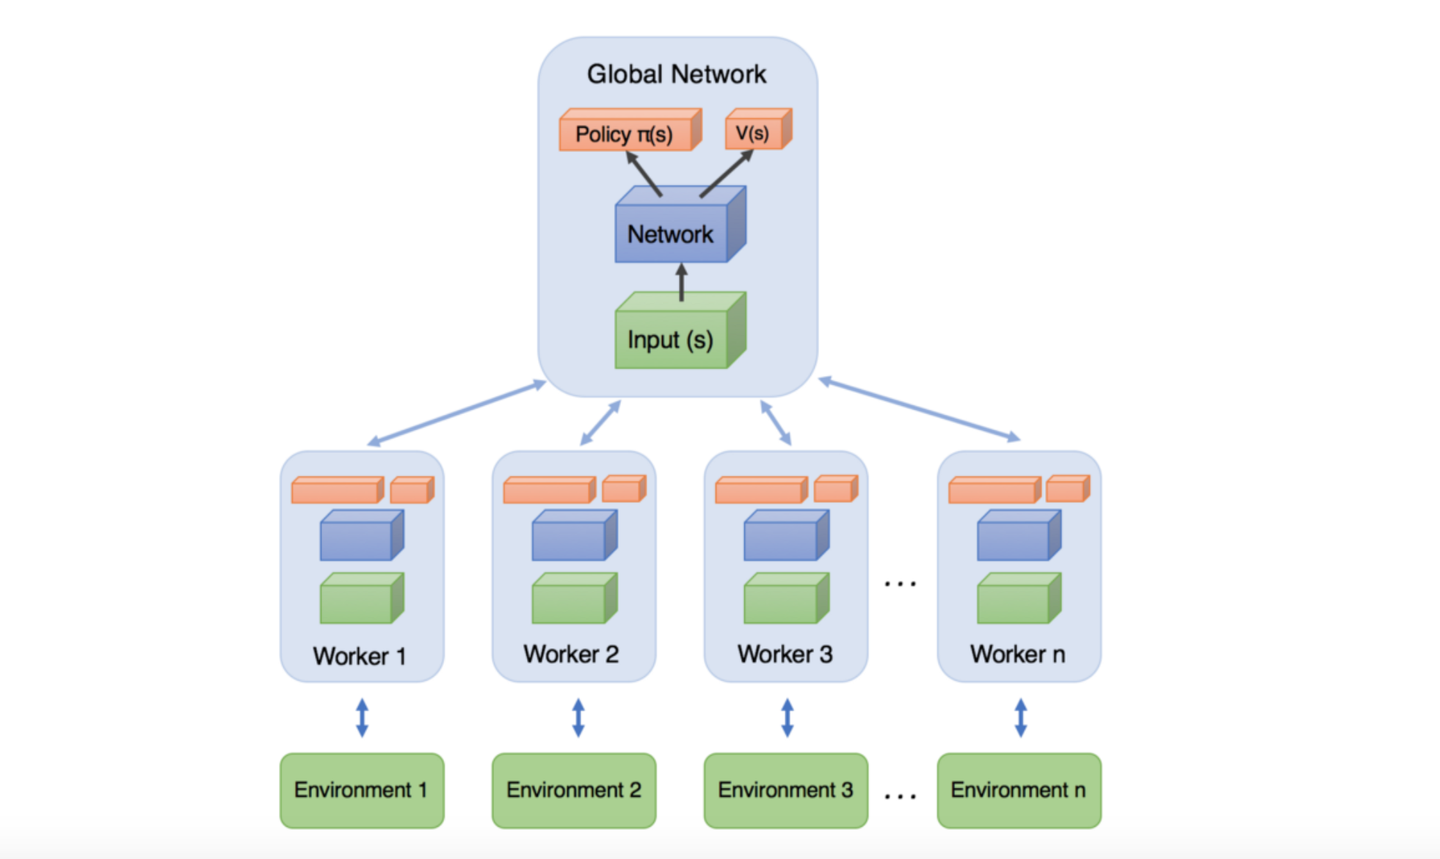 Global Network
Policy π(s)
V(s)
Network
Input (s)
Worker 1
Worker 2
Worker 3
...
Worker n
Environment 1
Environment 2
Environment 3
...
Environment n